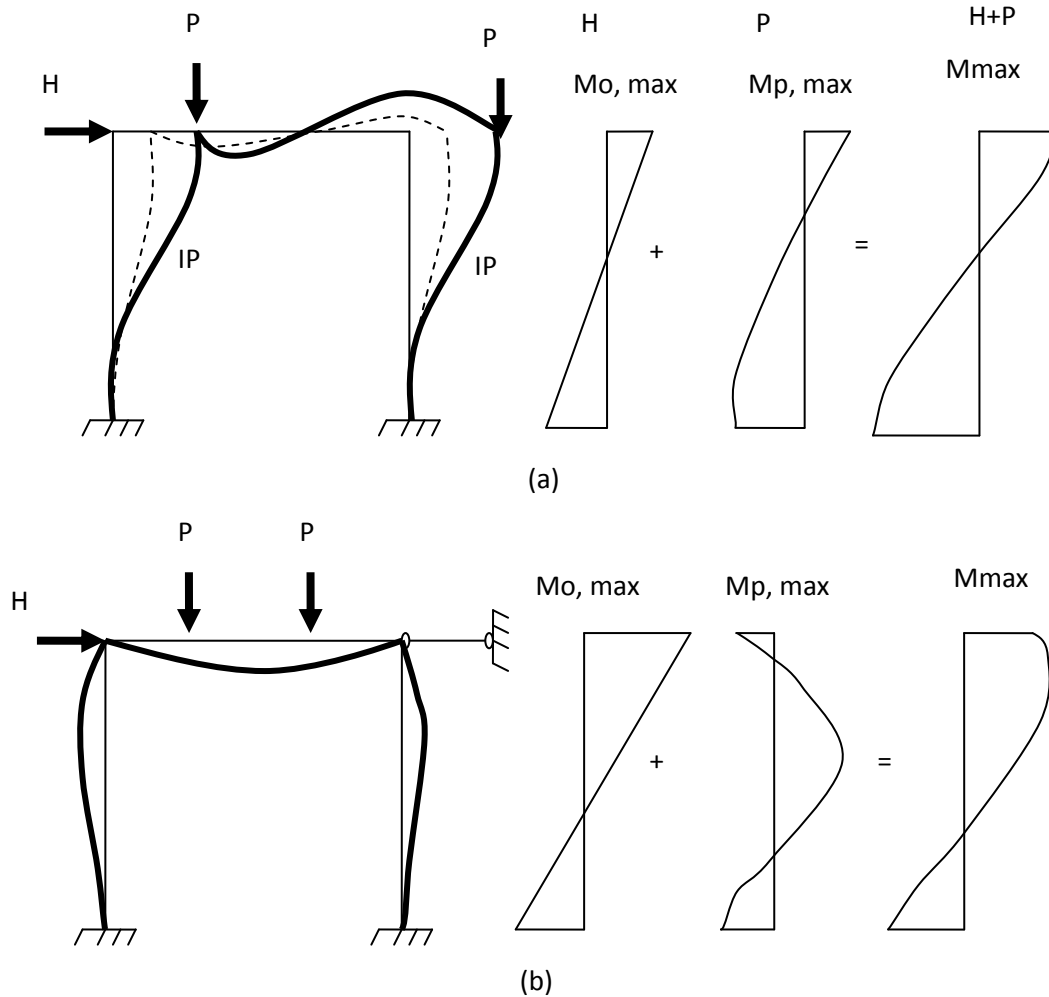 P
H
P
H+P
P
H
Mo, max
Mp, max
Mmax
IP
IP
+
=
(a)
P
P
H
Mo, max
Mp, max
Mmax
+
=
(b)